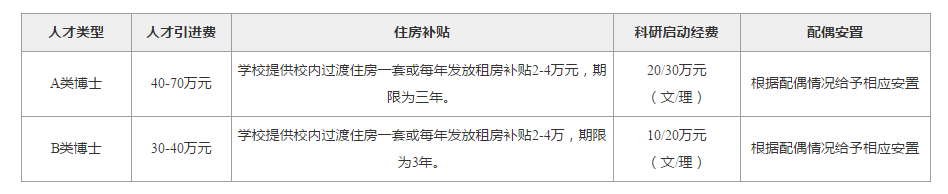 人才类型 人才引进费 住房补贴 科研启动经费 配偶安置
A类博士 40-70万元 学校提供校内过渡住房一套或每年发放租房补贴2-4万元，期 20/30万元 根据配偶情况给予相应安置
限为三年。 （文/理）
B类博士 30-40万元 学校提供校内过渡住房一套或每年发放租房补贴2-4万，期限 10/20万元 根据配偶情况给予相应安置
为3年。 （文/理）